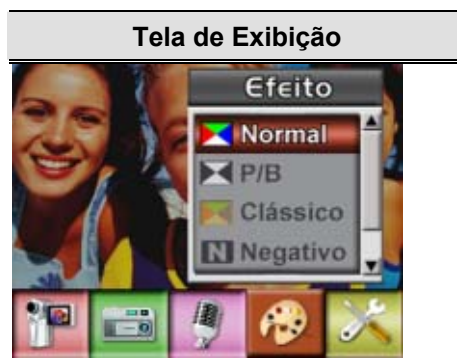 Tela de Exibição
Efeito
Normal
P/B
Clássico
N Negativo